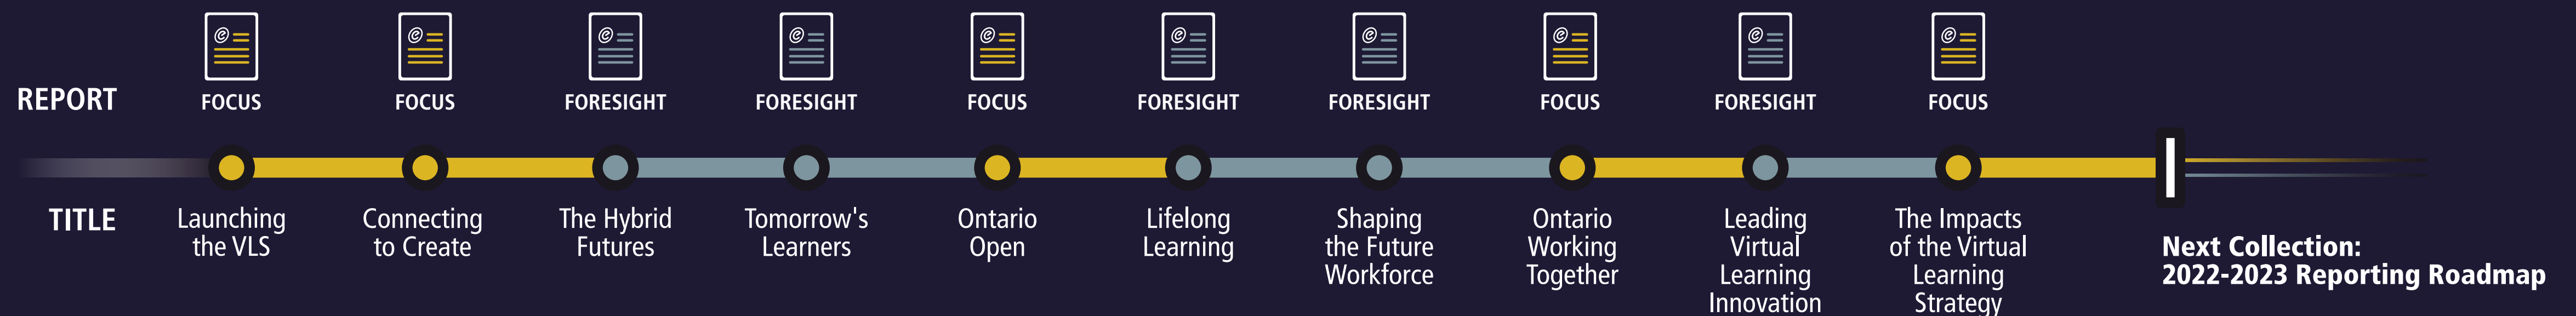 REPORT
FOCUS
FOCUS
FORESIGHT
FORESIGHT
FOCUS
FORESIGHT
FORESIGHT
FOCUS
FORESIGHT
FOCUS
TITLE
Launching
the VLS
Connecting
to Create
The Hybrid
Futures
Tomorrow's
Learners
Ontario
Open
Lifelong
Learning
Shaping
the Future
Workforce
Ontario
Working
Together
Leading
Virtual
Learning
Innovation
The Impacts
of the Virtual
Learning
Strategy
Next Collection:
2022-2023 Reporting Roadmap